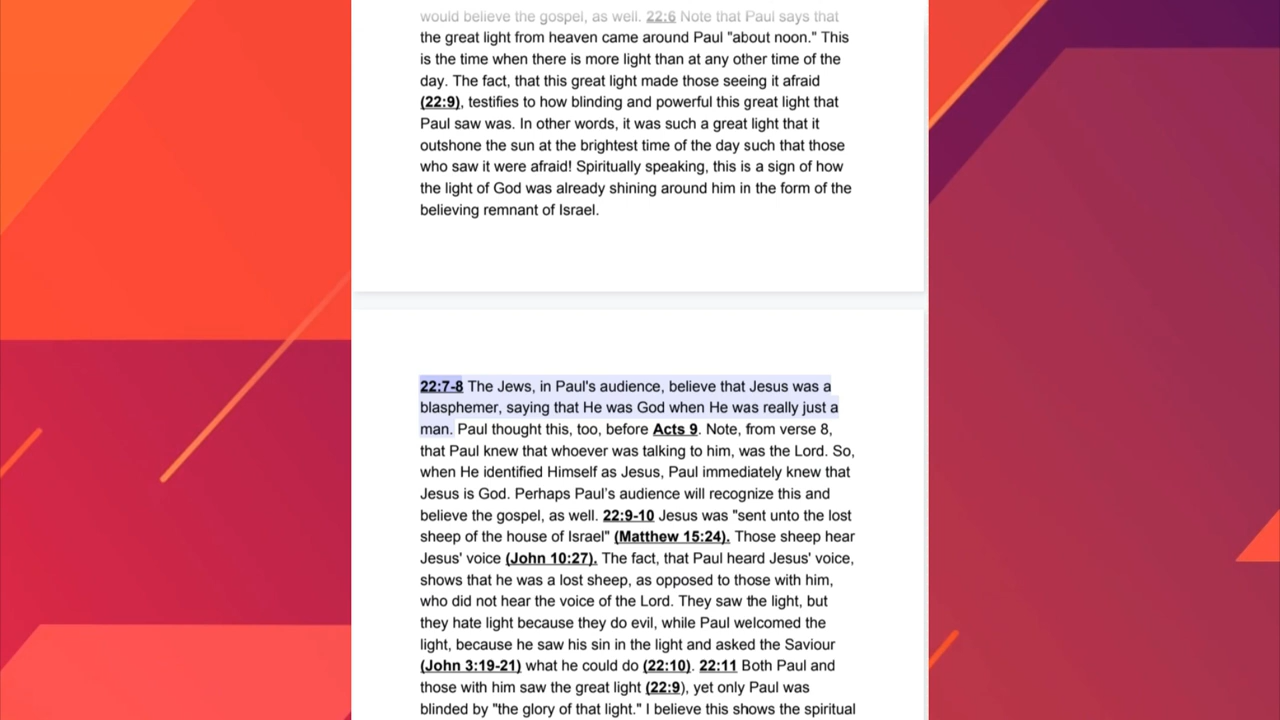 would believe the gospel, as well. 22:6 Note that Paul says that
the great light from heaven came around Paul "about noon." This
is the time when there is more light than at any other time of the
day. The fact, that this great light made those seeing it afraid
(22:9), testifies to how blinding and powerful this great light that
Paul saw was. In other words, it was such a great light that it
outshone the sun at the brightest time of the day such that those
who saw it were afraid! Spiritually speaking, this is a sign of how
the light of God was already shining around him in the form of the
believing remnant of Israel.
22:7-8 The Jews, in Paul's audience, believe that Jesus was a
blasphemer, saying that He was God when He was really just a
man. Paul thought this, too, before Acts 9. Note, from verse 8,
that Paul knew that whoever was talking to him, was the Lord. So,
when He identified Himself as Jesus, Paul immediately knew that
Jesus is God. Perhaps Paul's audience will recognize this and
believe the gospel, as well. 22:9-10 Jesus was "sent unto the lost
sheep of the house of Israel" (Matthew 15:24). Those sheep hear
Jesus' voice (John 10:27). The fact, that Paul heard Jesus' voice,
shows that he was a lost sheep, as opposed to those with him,
who did not hear the voice of the Lord. They saw the light, but
they hate light because they do evil, while Paul welcomed the
light, because he saw his sin in the light and asked the Saviour
(John 3:19-21) what he could do (22:10). 22:11 Both Paul and
those with him saw the great light (22:9), yet only Paul was
blinded by "the glory of that light." I believe this shows the spiritual